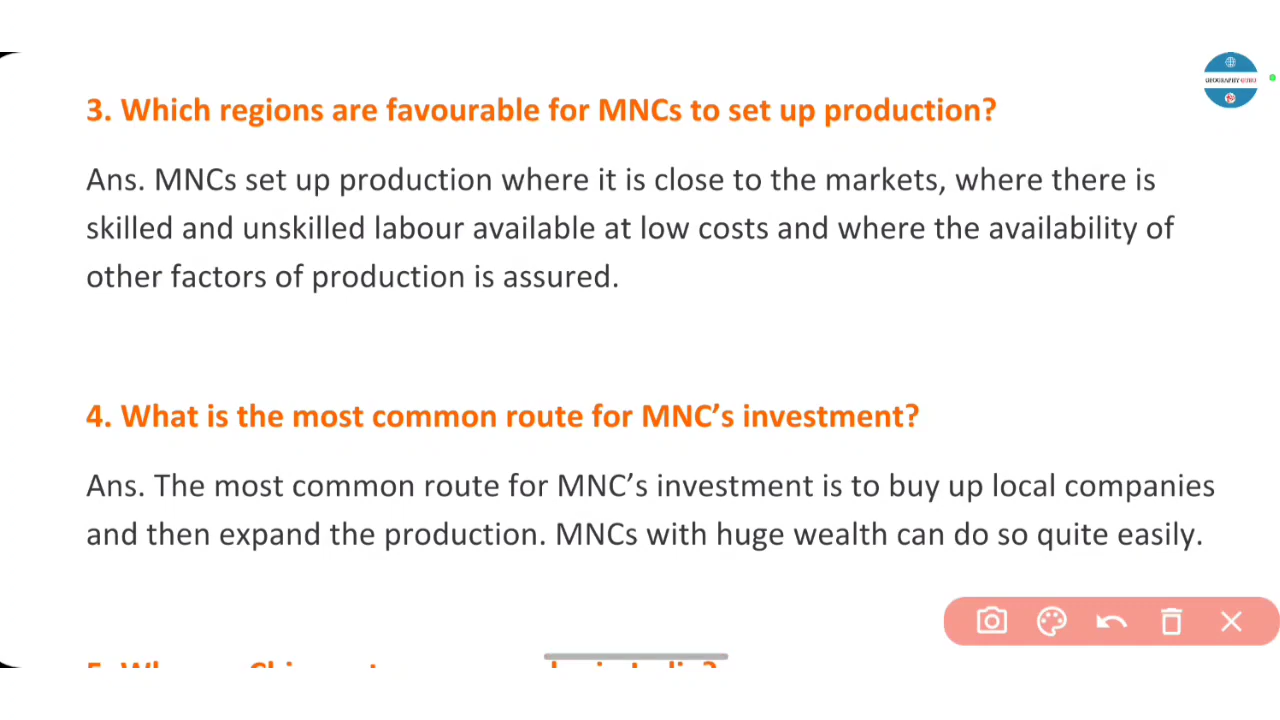 3. Which regions are favourable for MNCs to set up production?
Ans. MNCs set up production where it is close to the markets, where there is
skilled and unskilled labour available at low costs and where the availability of
other factors of production is assured.
4. What is the most common route for MNC’s investment?
Ans. The most common route for MNC’s investment is to buy up local companies
and then expand the production. MNCs with huge wealth can do so quite easily.
GEOGRAPHY GURU